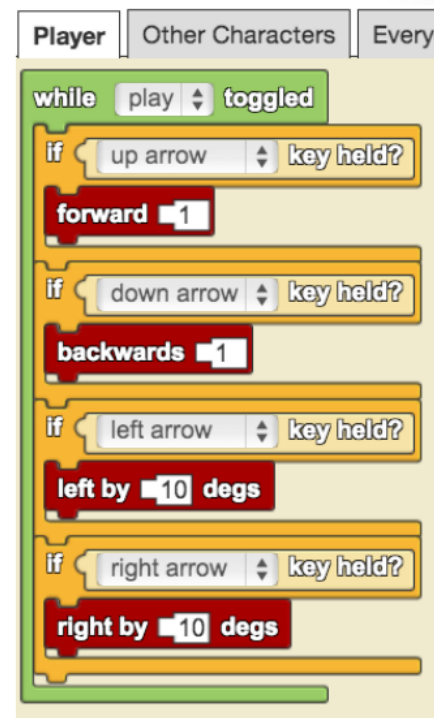 Player Other Characters Every
while play toggled
if up arrow key held?
forward 1
if down arrow key held?
backwards 1
if left arrow key held?
left by 10 degs
if right arrow key held?
right by 10 degs